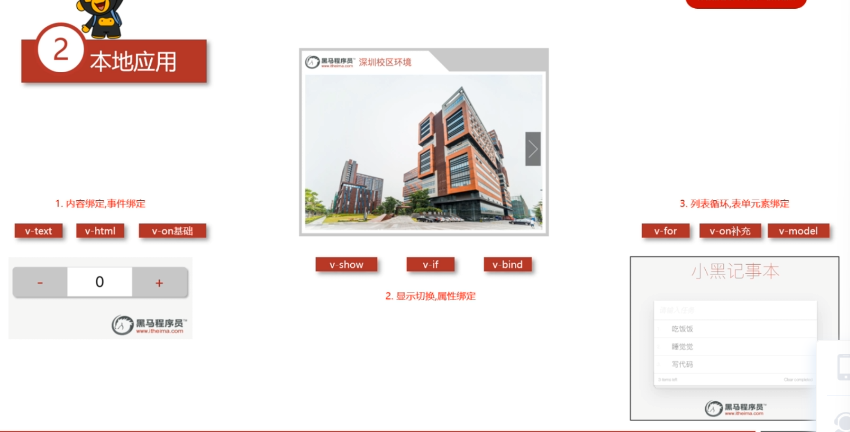 2
本地应用
1. 内容绑定,事件绑定
v-text
v-html
v-on基础
-
0
+
黑马程序员
www.itheima.com
黑马程序员
www.itheima.com
深圳校区环境
v-show
v-if
v-bind
2. 显示切换,属性绑定
3. 列表循环,表单元素绑定
v-for
v-on补充
v-model
小黑记事本
吃饭饭
睡觉觉
写代码
黑马程序员
www.itheima.com